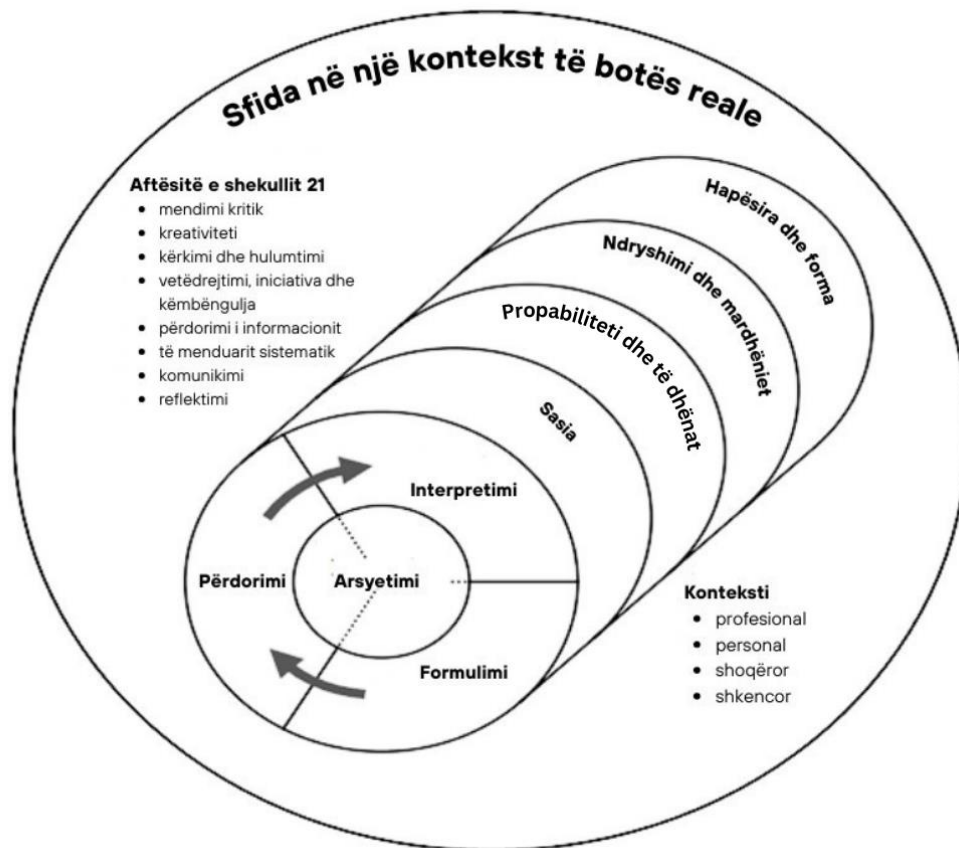 Sfida në një kontekst të botës reale
Aftësitë e shekullit 21
• mendimi kritik
• kreativiteti
• kërkimi dhe hulumtimi
• vetëdrejtimi, iniciativa dhe
këmbëngulja
• përdorimi i informacionit
• të menduarit sistematik
• komunikimi
• reflektimi
Hapësira dhe forma
Ndryshimi dhe mardhëniet
Propabiliteti dhe të dhënat
Sasia
Interpretimi
Përdorimi
Arsyetimi
Formulimi
Konteksti
• profesional
• personal
• shoqëror
• shkencor